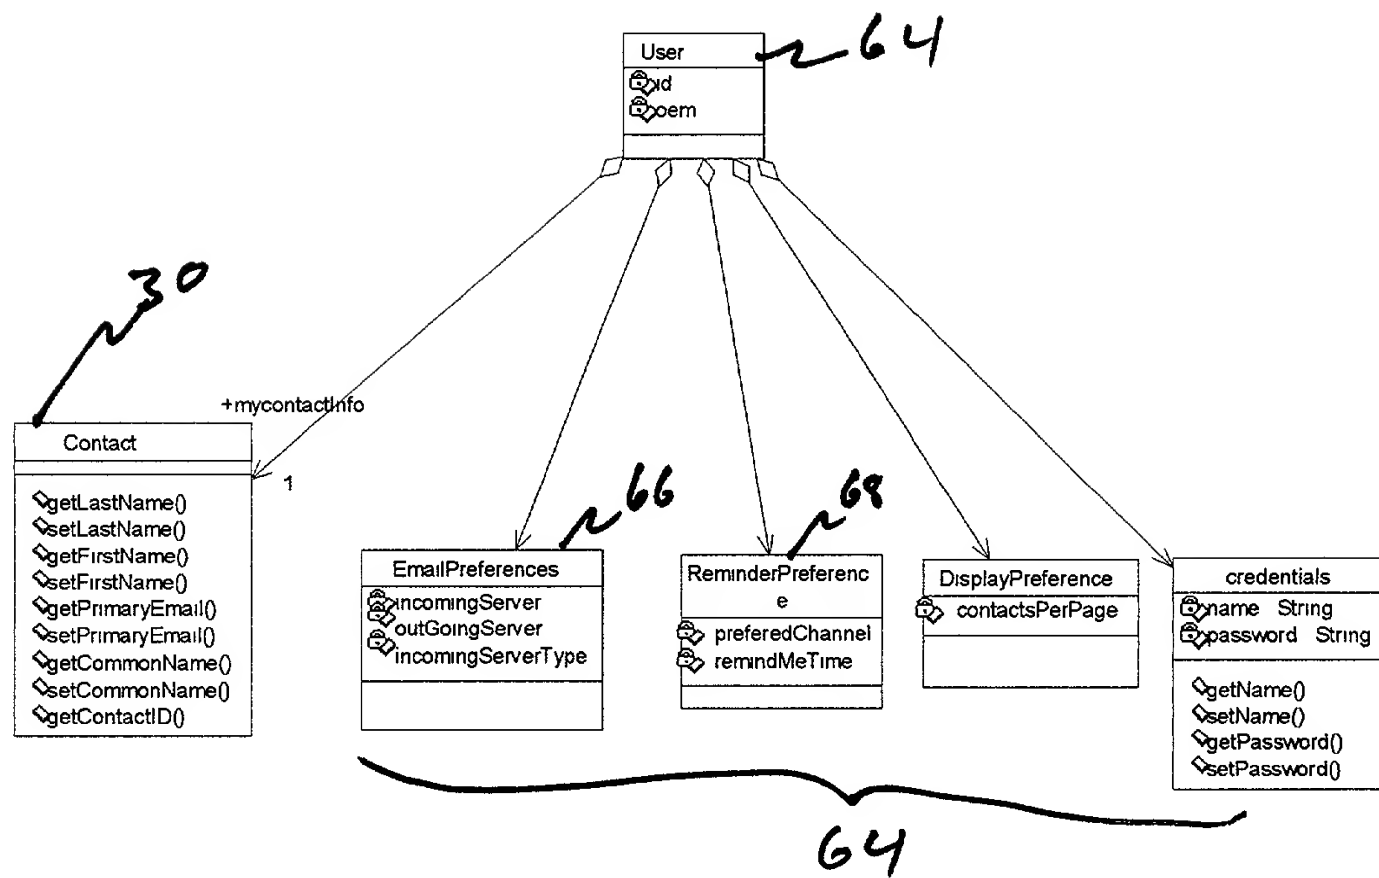 User
64
id
oem
30
+mycontactInfo
1
Contact
getLastName()
setLastName()
getFirstName()
setFirstName()
getPrimaryEmail()
setPrimaryEmail()
getCommonName()
setCommonName()
getContactID()
66
EmailPreferences
incomingServer
outGoingServer
incomingServerType
68
ReminderPreferenc
e
preferedChannel
remindMeTime
DisplayPreference
contactsPerPage
credentials
name String
password String
getName()
setName()
getPassword()
setPassword()
64